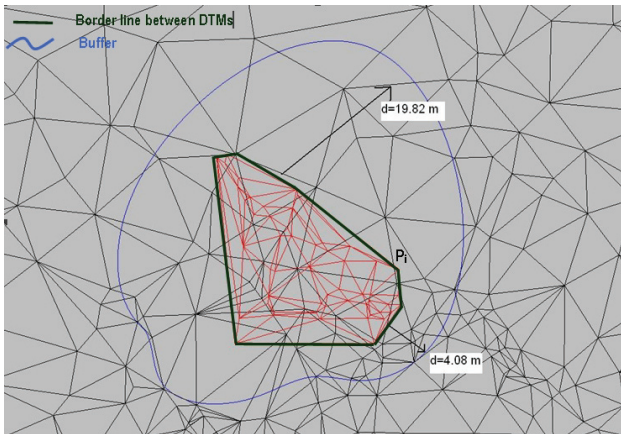 Border line between DTMs
Buffer
d=19.82 m
Pi
d=4.08 m